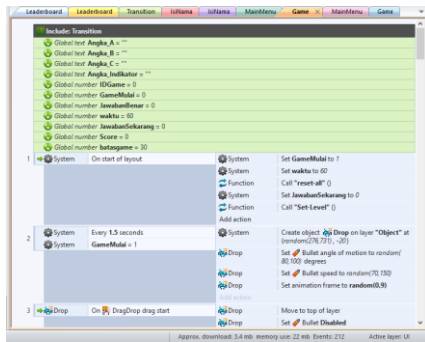 Leaderboard Leaderboard Transition IsiNama IsiNama MainMenu Game × MainMenu Game
Include: Transition
Global text Angka_A = ""
Global text Angka_B = ""
Global text Angka_C = ""
Global text Angka_Indikator = ""
Global number IDGame = 0
Global number GameMulai = 0
Global number JawabanBenar = 0
Global number waktu = 60
Global number JawabanSekarang = 0
Global number Score = 0
Global number batasgame = 30
1 System On start of layout System Set GameMulai to 1
System Set waktu to 60
Function Call "reset-all" ()
System Set JawabanSekarang to 0
Function Call "Set-Level" ()
Add action
2 System Every 1.5 seconds System Create object Drop on layer "Object" at (random(276,731), -20)
System GameMulai = 1
Drop Set Bullet angle of motion to random(80,100) degrees
Drop Set Bullet speed to random(70,150)
Drop Set animation frame to random(0,9)
Add action
3 Drop On DragDrop drag start Drop Move to top of layer
Drop Set Bullet Disabled
Approx. download: 3.4 mb memory use: 22 mb Events: 212 Active layer: UI